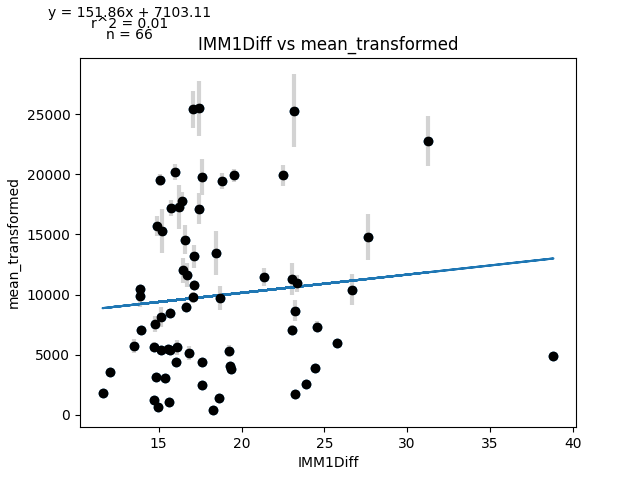 y = 151.86x + 7103.11
r^2 = 0.01
n = 66
IMM1Diff vs mean_transformed
mean_transformed
25000
20000
15000
10000
5000
0
15 20 25 30 35 40
IMM1Diff